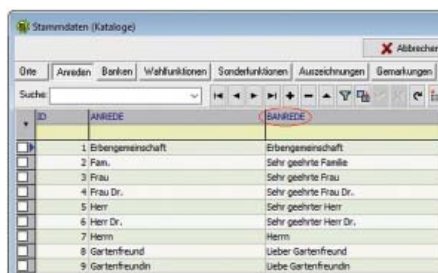 Stammdaten (Kataloge)
Abbrechen
Orte Anreden Banken Wahlfunktionen Sonderfunktionen Auszeichnungen Gemarkungen
Suche:
ID ANREDE BANREDE
1 Erbengemeinschaft Erbengemeinschaft
2 Fam. Sehr geehrte Familie
3 Frau Sehr geehrte Frau
4 Frau Dr. Sehr geehrte Frau Dr.
5 Herr Sehr geehrter Herr
6 Herr Dr. Sehr geehrter Herr Dr.
7 Herrn Herrn
8 Gartenfreund Lieber Gartenfreund
9 Gartenfreundin Liebe Gartenfreundin